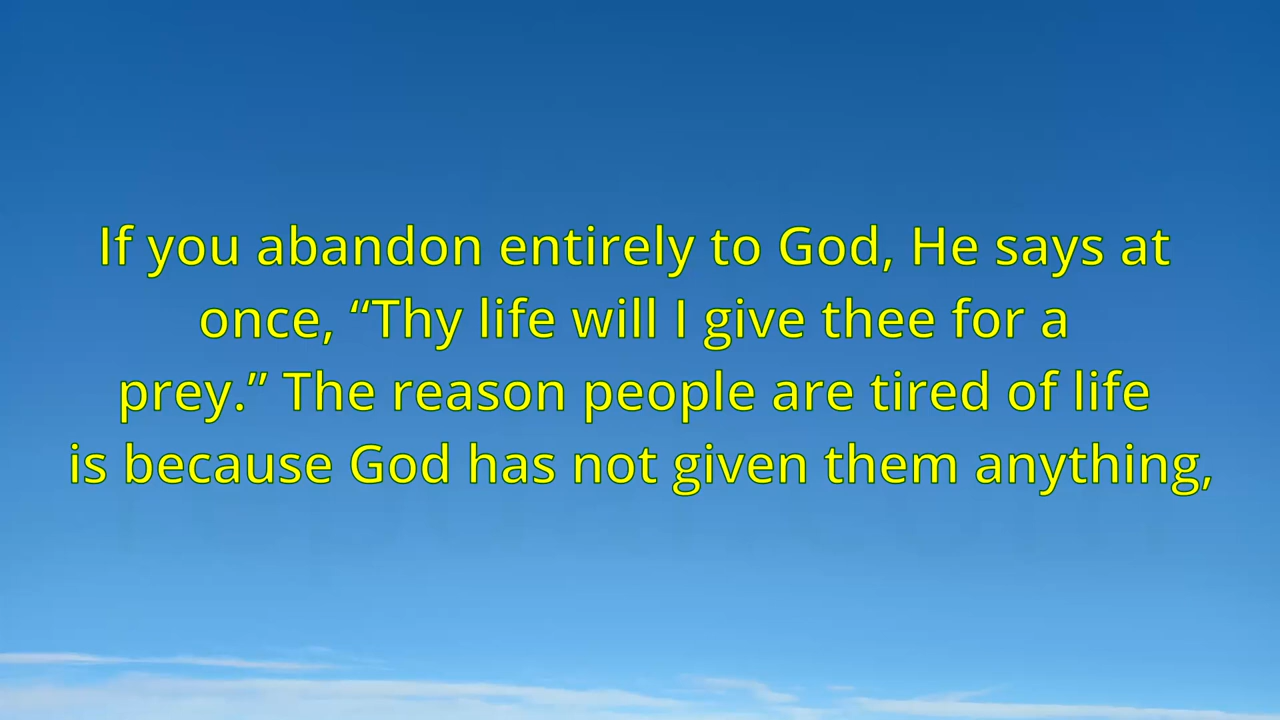 If you abandon entirely to God, He says at
once, “Thy life will I give thee for a
prey.” The reason people are tired of life
is because God has not given them anything,